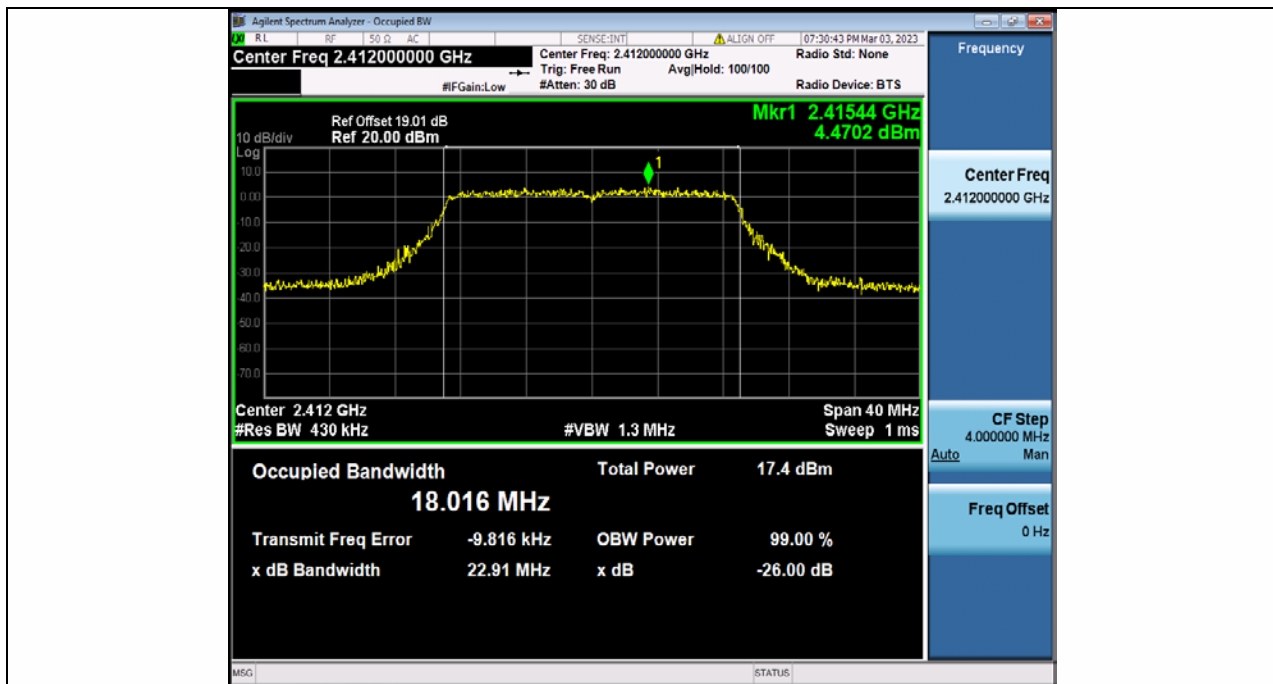 Agilent Spectrum Analyzer - Occupied BW
RL RF 50 Ω AC SENSE:INT ALIGN OFF 07:30:43 PM Mar 03, 2023
Center Freq 2.412000000 GHz
Center Freq: 2.412000000 GHz
Radio Std: None
Trig: Free Run Avg|Hold: 100/100
#IFGain:Low
#Atten: 30 dB
Radio Device: BTS
Mkr1 2.41544 GHz
4.4702 dBm
Ref Offset 19.01 dB
10 dB/div Ref 20.00 dBm
Log
10.0
0.00
-10.0
-20.0
-30.0
-40.0
-50.0
-60.0
-70.0
1
Center 2.412 GHz
Span 40 MHz
#Res BW 430 kHz
#VBW 1.3 MHz
Sweep 1 ms
Occupied Bandwidth
18.016 MHz
Total Power 17.4 dBm
Transmit Freq Error -9.816 kHz
OBW Power 99.00 %
x dB Bandwidth 22.91 MHz
x dB -26.00 dB
MSG
STATUS
Frequency
Center Freq
2.412000000 GHz
CF Step
4.000000 MHz
Auto Man
Freq Offset
0 Hz